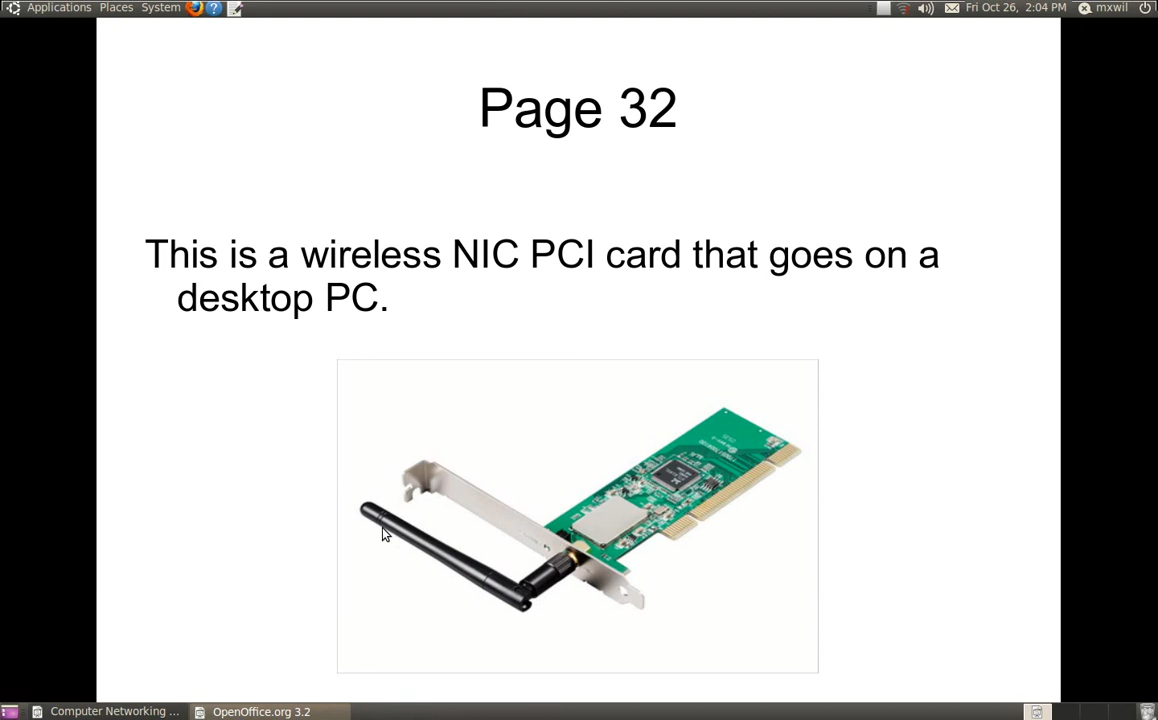 Applications Places System
Fri Oct 26, 2:04 PM mxwil
Page 32
This is a wireless NIC PCI card that goes on a
desktop PC.
Computer Networking ... OpenOffice.org 3.2